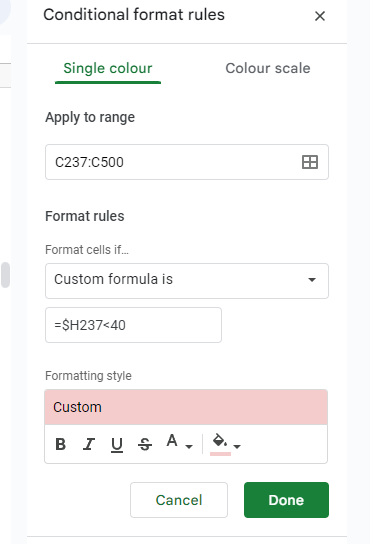 Conditional format rules
Single colour
Colour scale
Apply to range
C237:C500
Format rules
Format cells if…
Custom formula is
=$H237<40
Formatting style
Custom
B I U S A
Cancel
Done